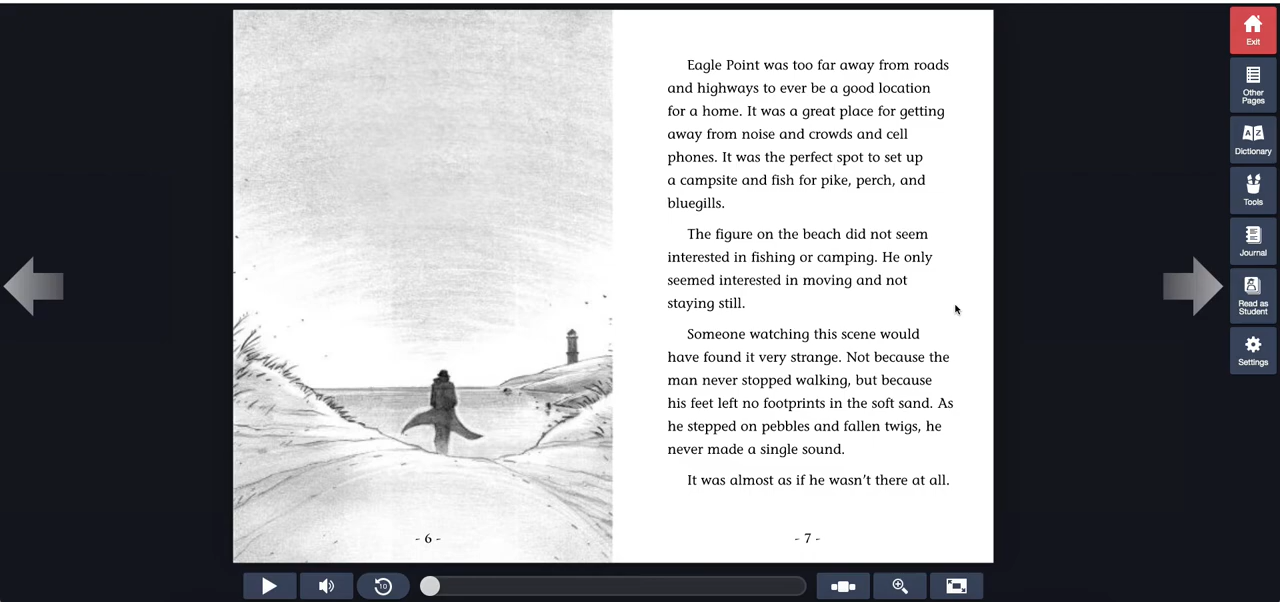 Eagle Point was too far away from roads
and highways to ever be a good location
for a home. It was a great place for getting
away from noise and crowds and cell
phones. It was the perfect spot to set up
a campsite and fish for pike, perch, and
bluegills.
The figure on the beach did not seem
interested in fishing or camping. He only
seemed interested in moving and not
staying still.
Someone watching this scene would
have found it very strange. Not because the
man never stopped walking, but because
his feet left no footprints in the soft sand. As
he stepped on pebbles and fallen twigs, he
never made a single sound.
It was almost as if he wasn't there at all.
- 6 -
- 7 -
Exit
Other
Pages
A Z
Dictionary
Tools
Journal
Read as
Student
Settings
10